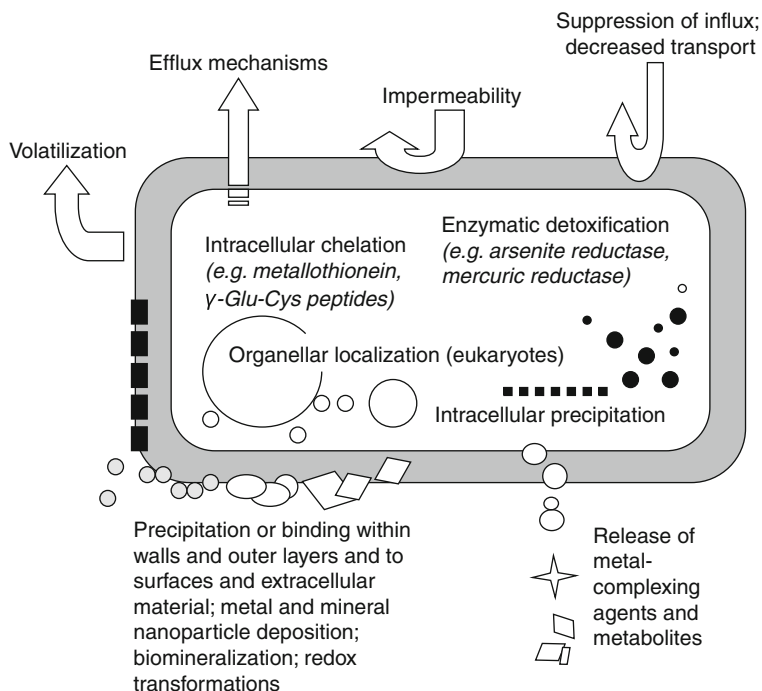 Suppression of influx;
decreased transport
Efflux mechanisms
Impermeability
Volatilization
Intracellular chelation
(e.g. metallothionein,
γ-Glu-Cys peptides)
Enzymatic detoxification
(e.g. arsenite reductase,
mercuric reductase)
Organellar localization (eukaryotes)
Intracellular precipitation
Precipitation or binding within
walls and outer layers and to
surfaces and extracellular
material; metal and mineral
nanoparticle deposition;
biomineralization; redox
transformations
Release of
metal-
complexing
agents and
metabolites